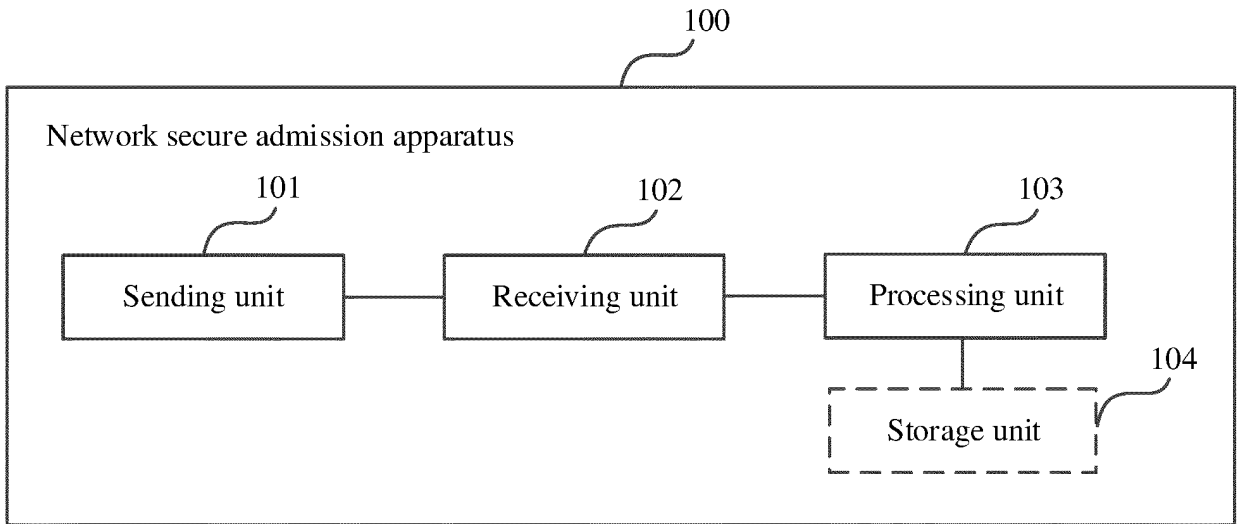 100
Network secure admission apparatus
101
102
103
Sending unit
Receiving unit
Processing unit
104
Storage unit